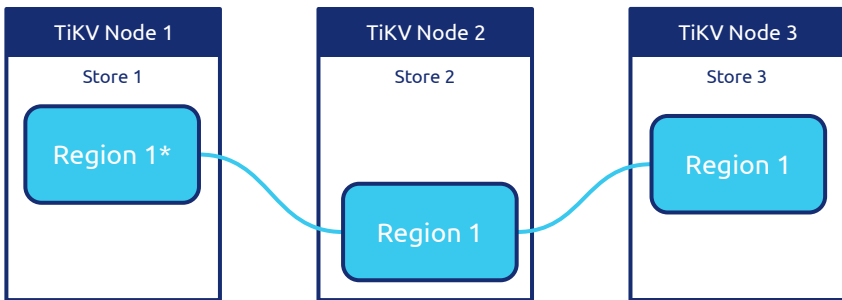 TiKV Node 1
Store 1
Region 1*
TiKV Node 2
Store 2
Region 1
TiKV Node 3
Store 3
Region 1